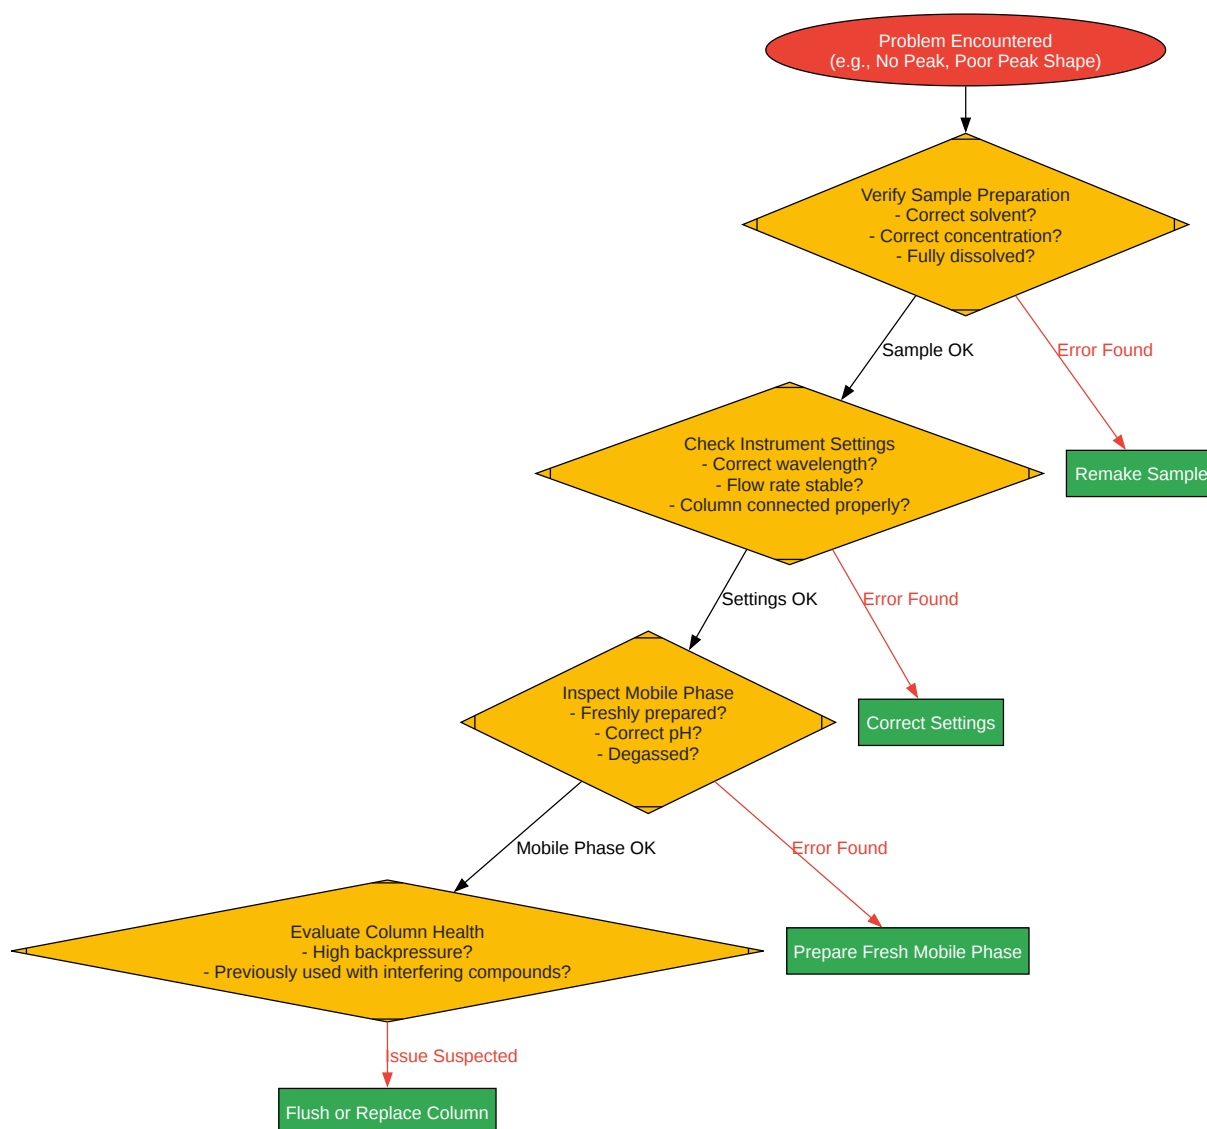 Problem Encountered
(e.g., No Peak, Poor Peak Shape)
Verify Sample Preparation
- Correct solvent?
- Correct concentration?
- Fully dissolved?
Sample OK
Error Found
Check Instrument Settings
- Correct wavelength?
- Flow rate stable?
- Column connected properly?
Remake Sample
Settings OK
Error Found
Inspect Mobile Phase
- Freshly prepared?
- Correct pH?
- Degassed?
Correct Settings
Mobile Phase OK
Error Found
Evaluate Column Health
- High backpressure?
- Previously used with interfering compounds?
Prepare Fresh Mobile Phase
Issue Suspected
Flush or Replace Column